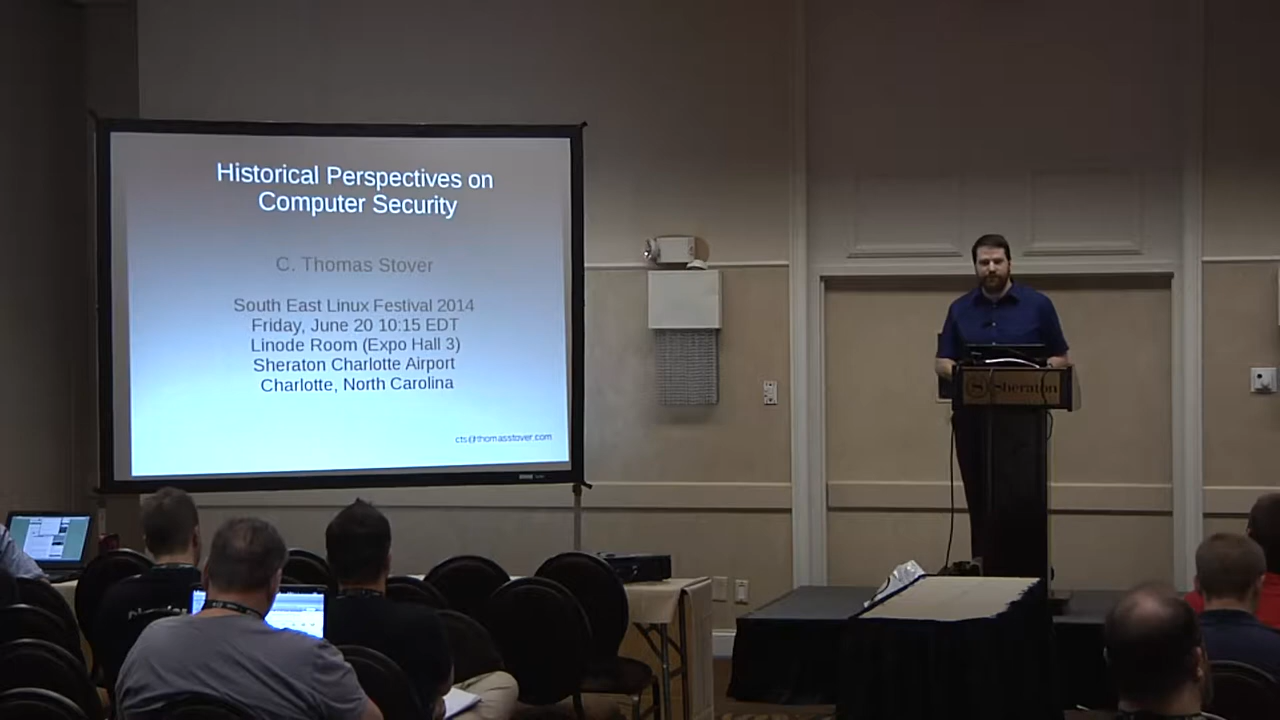 Historical Perspectives on
Computer Security
C. Thomas Stover
South East Linux Festival 2014
Friday, June 20 10:15 EDT
Linode Room (Expo Hall 3)
Sheraton Charlotte Airport
Charlotte, North Carolina
cts@thomasstover.com
Sheraton